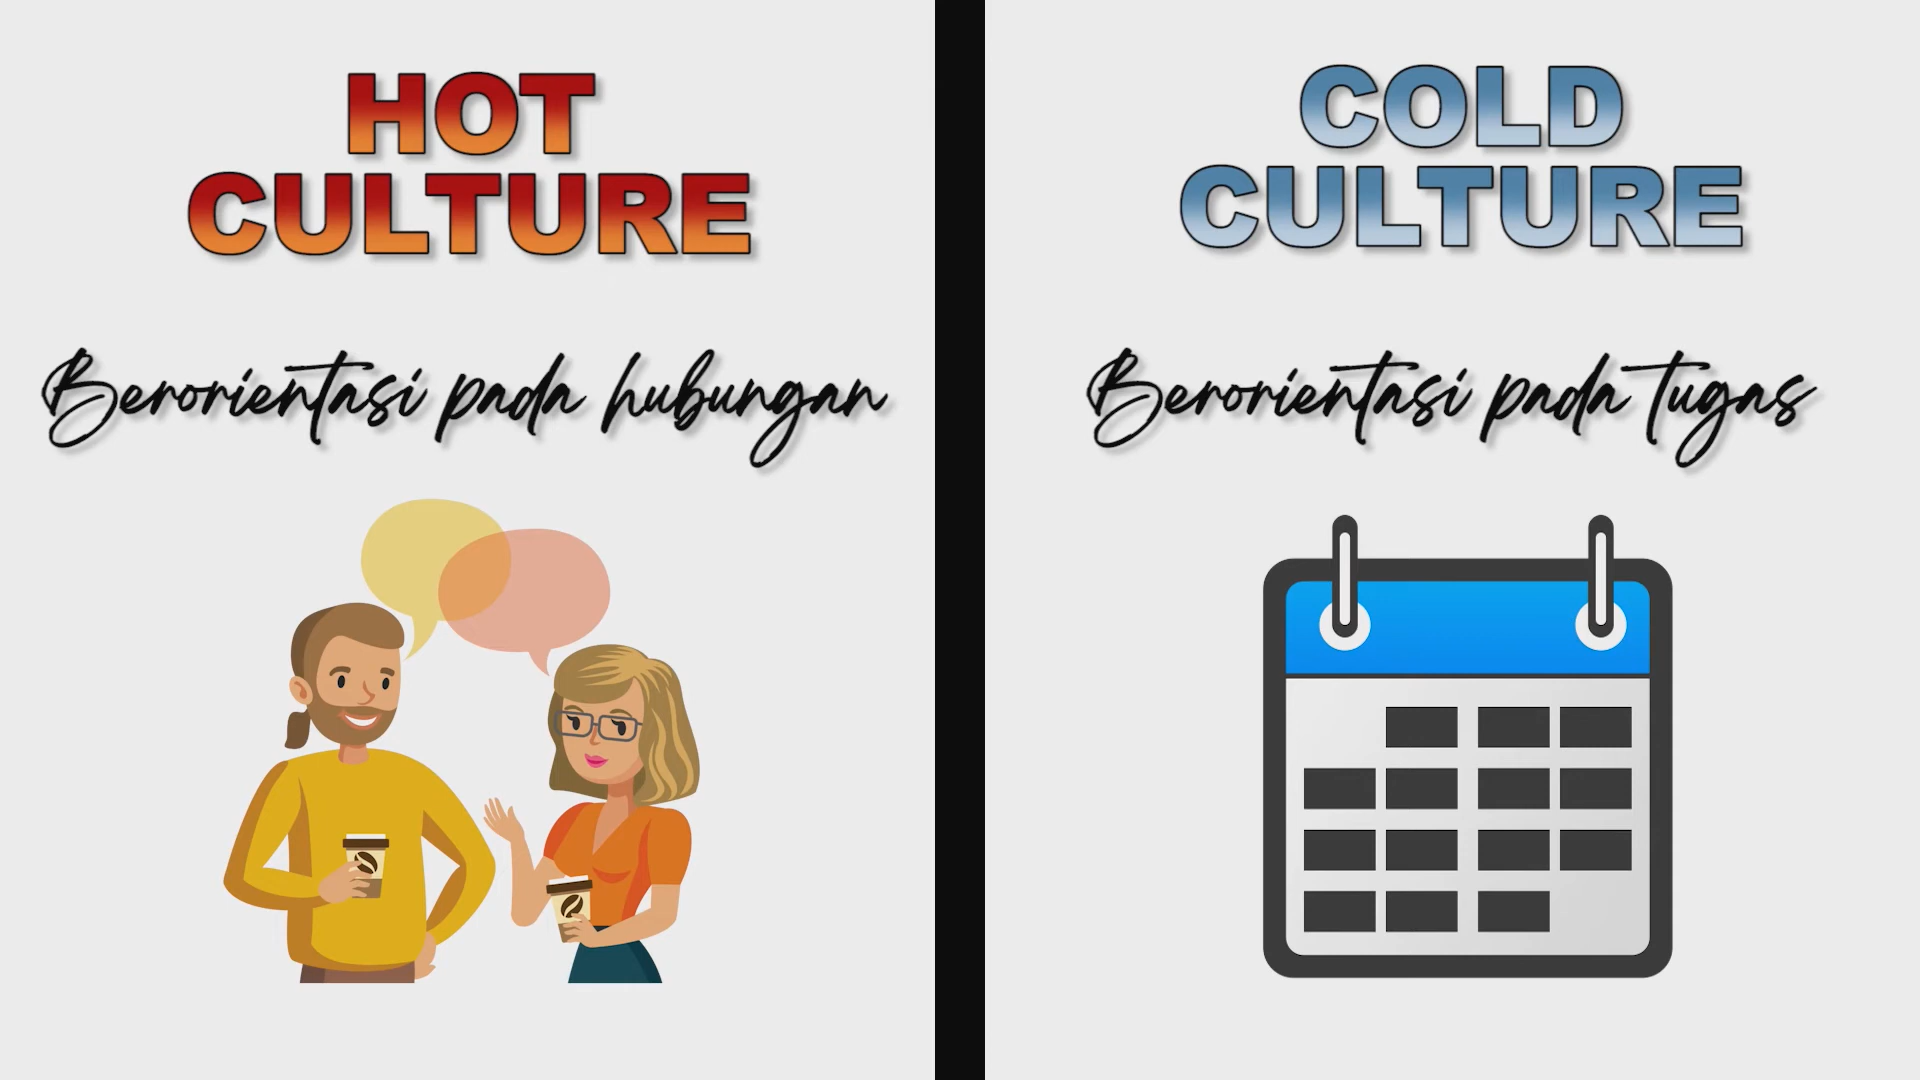 HOT
CULTURE
Berorientasi pada hubungan
COLD
CULTURE
Berorientasi pada tugas